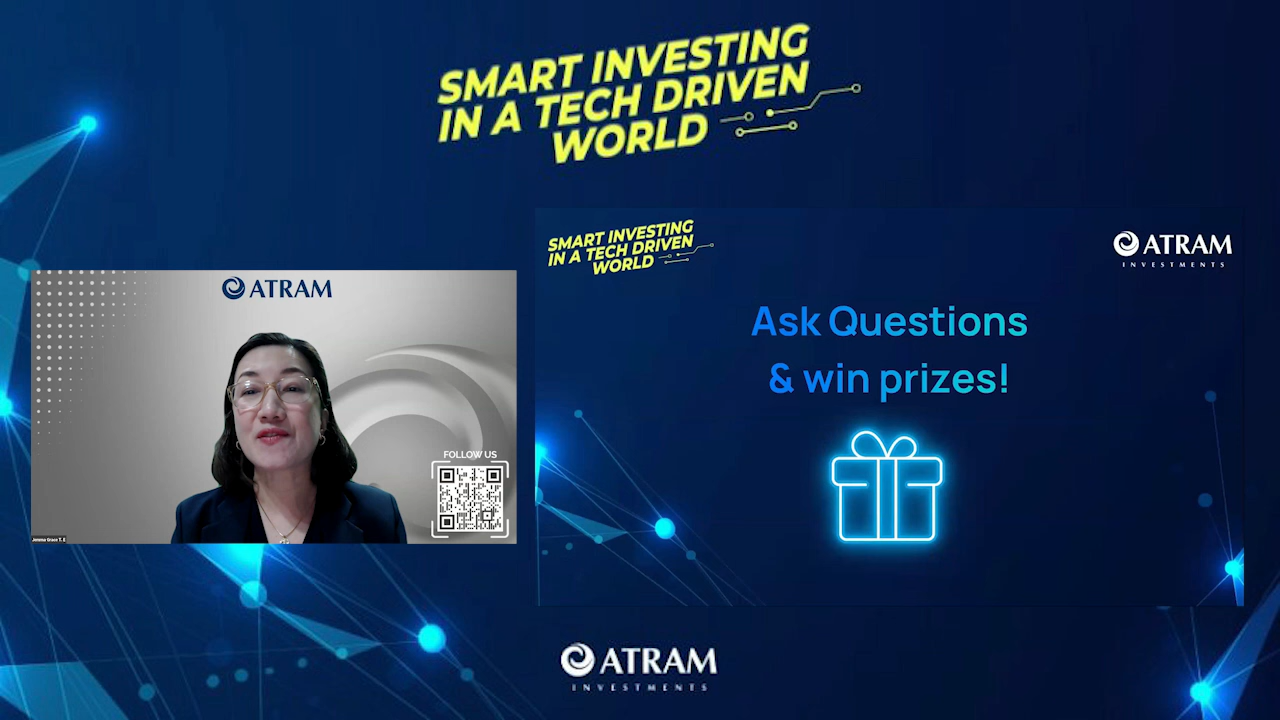 SMART INVESTING
IN A TECH DRIVEN
WORLD
SMART INVESTING
IN A TECH DRIVEN
WORLD
ATRAM
INVESTMENTS
Ask Questions
& win prizes!
ATRAM
FOLLOW US
ATRAM
INVESTMENTS